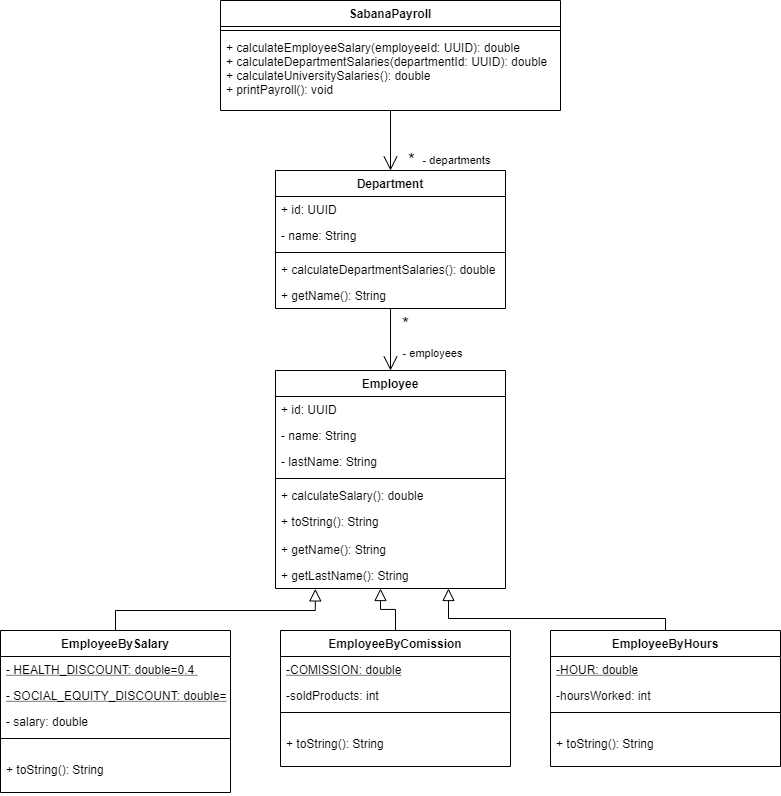 SabanaPayroll
+ calculateEmployeeSalary(employeeId: UUID): double
+ calculateDepartmentSalaries(departmentId: UUID): double
+ calculateUniversitySalaries(): double
+ printPayroll(): void
* - departments
Department
+ id: UUID
- name: String
+ calculateDepartmentSalaries(): double
+ getName(): String
*
- employees
Employee
+ id: UUID
- name: String
- lastName: String
+ calculateSalary(): double
+ toString(): String
+ getName(): String
+ getLastName(): String
EmployeeBySalary
- HEALTH_DISCOUNT: double=0.4
- SOCIAL_EQUITY_DISCOUNT: double=
- salary: double
+ toString(): String
EmployeeByComission
-COMISSION: double
-soldProducts: int
+ toString(): String
EmployeeByHours
-HOUR: double
-hoursWorked: int
+ toString(): String